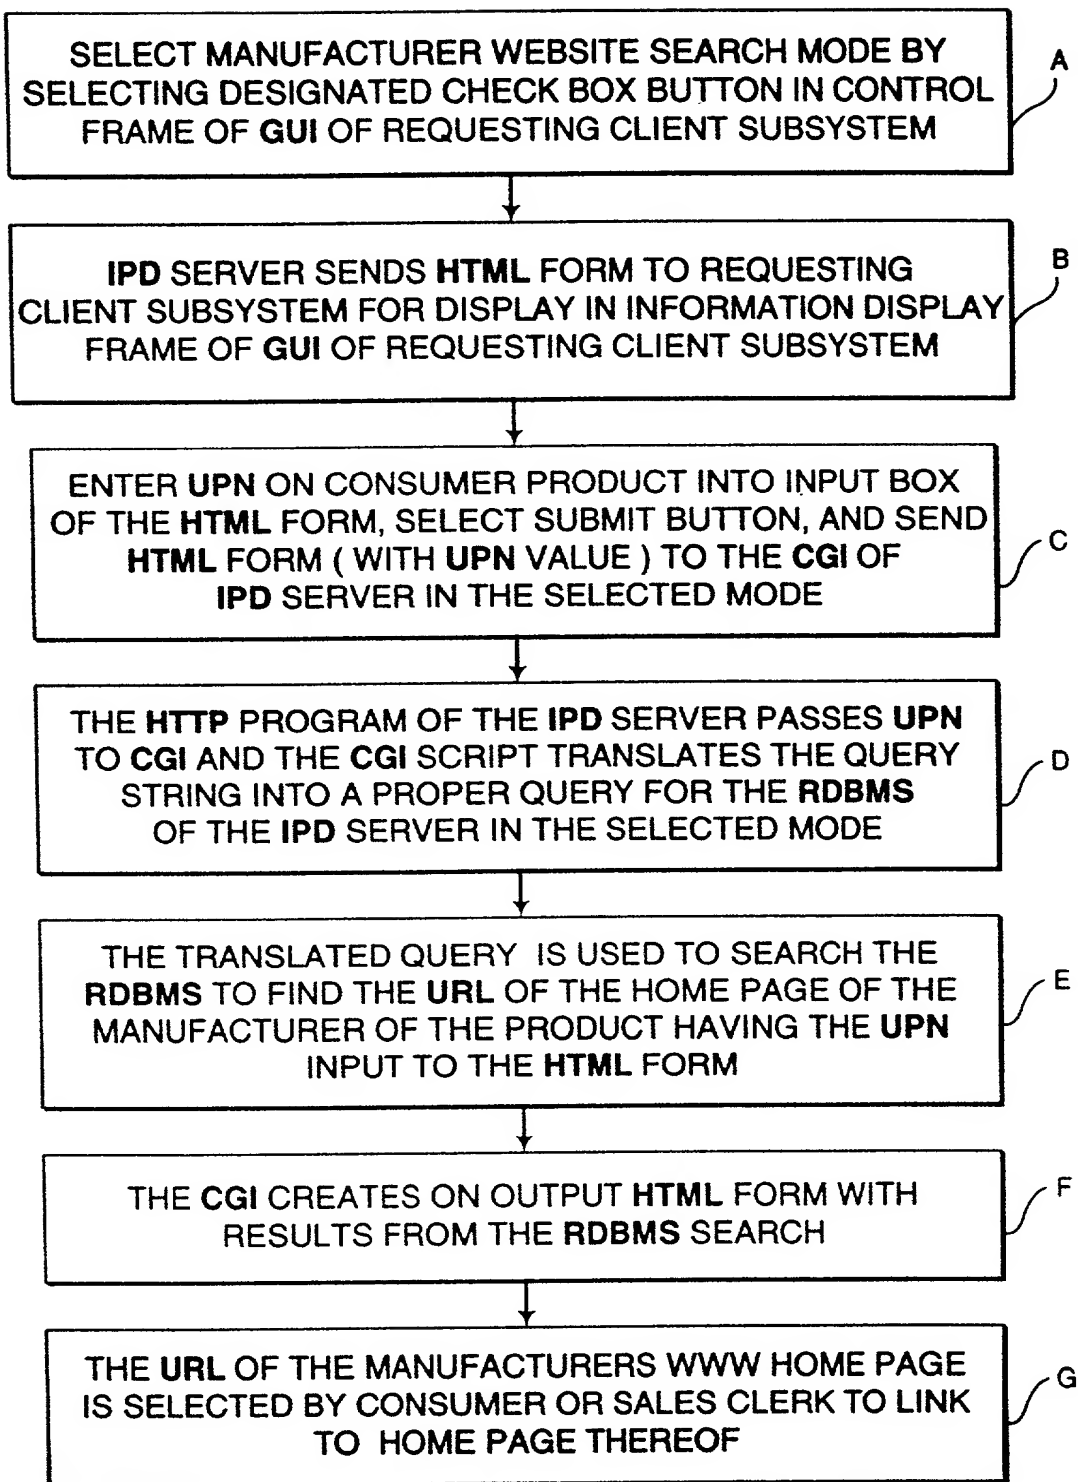 SELECT MANUFACTURER WEBSITE SEARCH MODE BY
SELECTING DESIGNATED CHECK BOX BUTTON IN CONTROL
FRAME OF GUI OF REQUESTING CLIENT SUBSYSTEM
A
IPD SERVER SENDS HTML FORM TO REQUESTING
CLIENT SUBSYSTEM FOR DISPLAY IN INFORMATION DISPLAY
FRAME OF GUI OF REQUESTING CLIENT SUBSYSTEM
B
ENTER UPN ON CONSUMER PRODUCT INTO INPUT BOX
OF THE HTML FORM, SELECT SUBMIT BUTTON, AND SEND
HTML FORM ( WITH UPN VALUE ) TO THE CGI OF
IPD SERVER IN THE SELECTED MODE
C
THE HTTP PROGRAM OF THE IPD SERVER PASSES UPN
TO CGI AND THE CGI SCRIPT TRANSLATES THE QUERY
STRING INTO A PROPER QUERY FOR THE RDBMS
OF THE IPD SERVER IN THE SELECTED MODE
D
THE TRANSLATED QUERY IS USED TO SEARCH THE
RDBMS TO FIND THE URL OF THE HOME PAGE OF THE
MANUFACTURER OF THE PRODUCT HAVING THE UPN
INPUT TO THE HTML FORM
E
THE CGI CREATES ON OUTPUT HTML FORM WITH
RESULTS FROM THE RDBMS SEARCH
F
THE URL OF THE MANUFACTURERS WWW HOME PAGE
IS SELECTED BY CONSUMER OR SALES CLERK TO LINK
TO HOME PAGE THEREOF
G